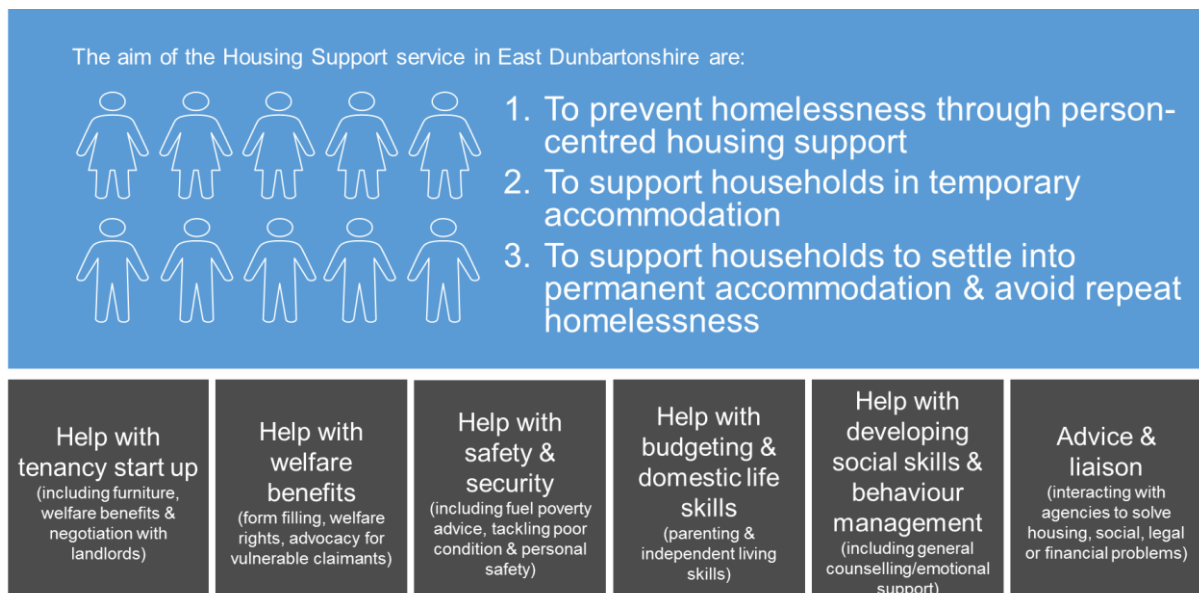 The aim of the Housing Support service in East Dunbartonshire are:
1. To prevent homelessness through person-
centred housing support
2. To support households in temporary
accommodation
3. To support households to settle into
permanent accommodation & avoid repeat
homelessness
Help with
tenancy start up
(including furniture,
welfare benefits &
negotiation with
landlords)
Help with
welfare
benefits
(form filling, welfare
rights, advocacy for
vulnerable claimants)
Help with
safety &
security
(including fuel poverty
advice, tackling poor
condition & personal
safety)
Help with
budgeting &
domestic life
skills
(parenting &
independent living
skills)
Help with
developing
social skills &
behaviour
management
(including general
counselling/emotional
support)
Advice &
liaison
(interacting with
agencies to solve
housing, social, legal
or financial problems)